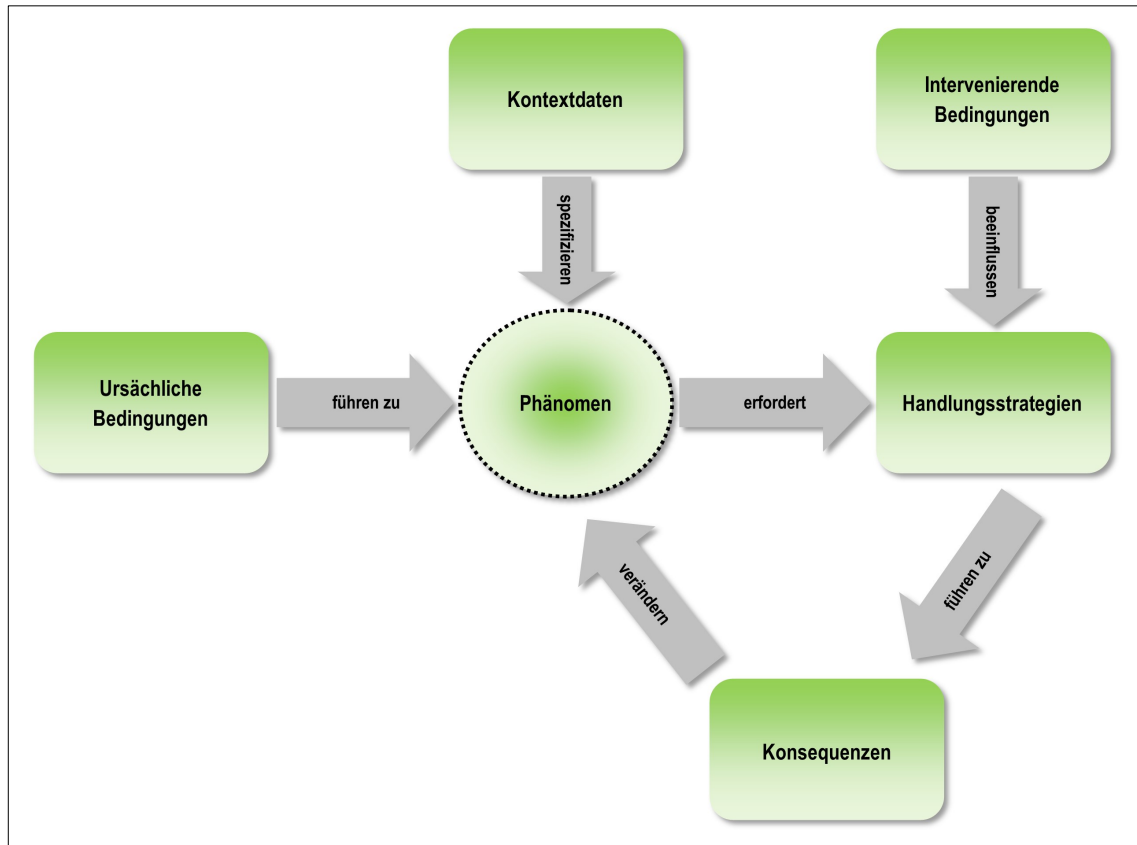 Kontextdaten
Intervenierende
Bedingungen
spezifizieren
beeinflussen
Ursächliche
Bedingungen
führen zu
Phänomen
erfordert
Handlungsstrategien
verändern
führen zu
Konsequenzen